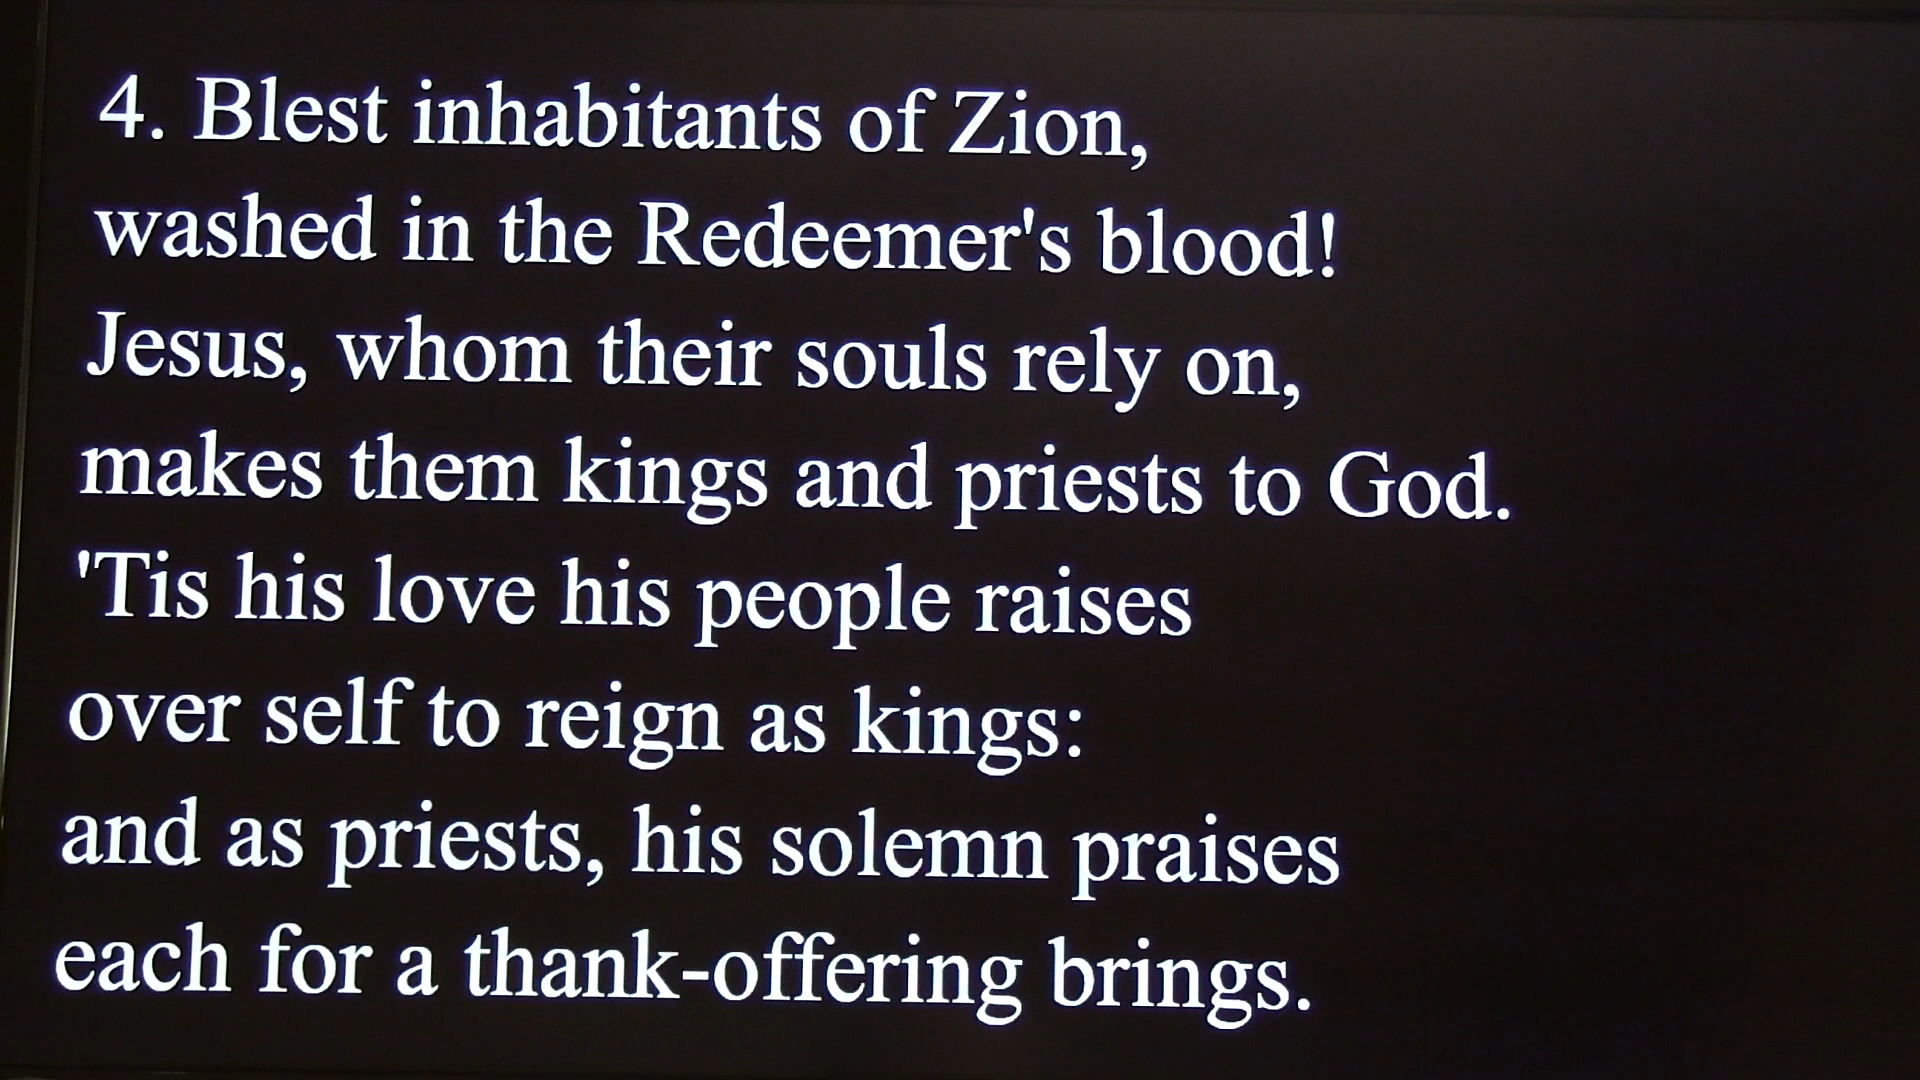 4. Blest inhabitants of Zion,
washed in the Redeemer's blood!
Jesus, whom their souls rely on,
makes them kings and priests to God.
'Tis his love his people raises
over self to reign as kings:
and as priests, his solemn praises
each for a thank-offering brings.